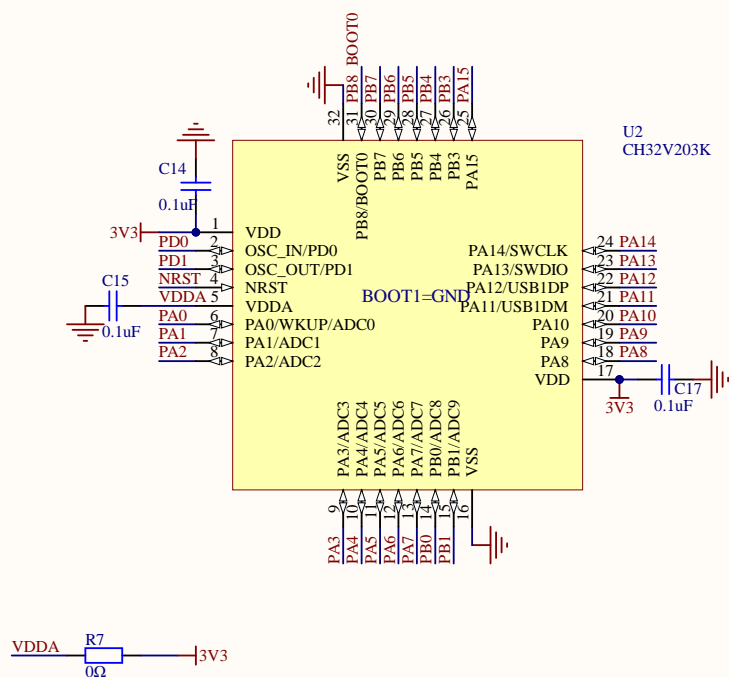 BOOT0
PB8
PB7
PB6
PB5
PB4
PB3
PA15
32
31
30
29
28
27
26
25
VSS
PB8/BOOT0
PB7
PB6
PB5
PB4
PB3
PA15
U2
CH32V203K
C14
0.1uF
3V3
1
VDD
PD0
2
OSC_IN/PD0
PD1
3
OSC_OUT/PD1
NRST
4
NRST
C15
0.1uF
VDDA
5
VDDA
PA0
6
PA0/WKUP/ADC0
PA1
7
PA1/ADC1
PA2
8
PA2/ADC2
BOOT1=GND
PA14/SWCLK
24
PA14
PA13/SWDIO
23
PA13
PA12/USB1DP
22
PA12
PA11/USB1DM
21
PA11
PA10
20
PA10
PA9
19
PA9
PA8
18
PA8
VDD
17
3V3
C17
0.1uF
PA3/ADC3
PA4/ADC4
PA5/ADC5
PA6/ADC6
PA7/ADC7
PB0/ADC8
PB1/ADC9
VSS
9
10
11
12
13
14
15
16
PA3
PA4
PA5
PA6
PA7
PB0
PB1
VDDA
R7
0Ω
3V3